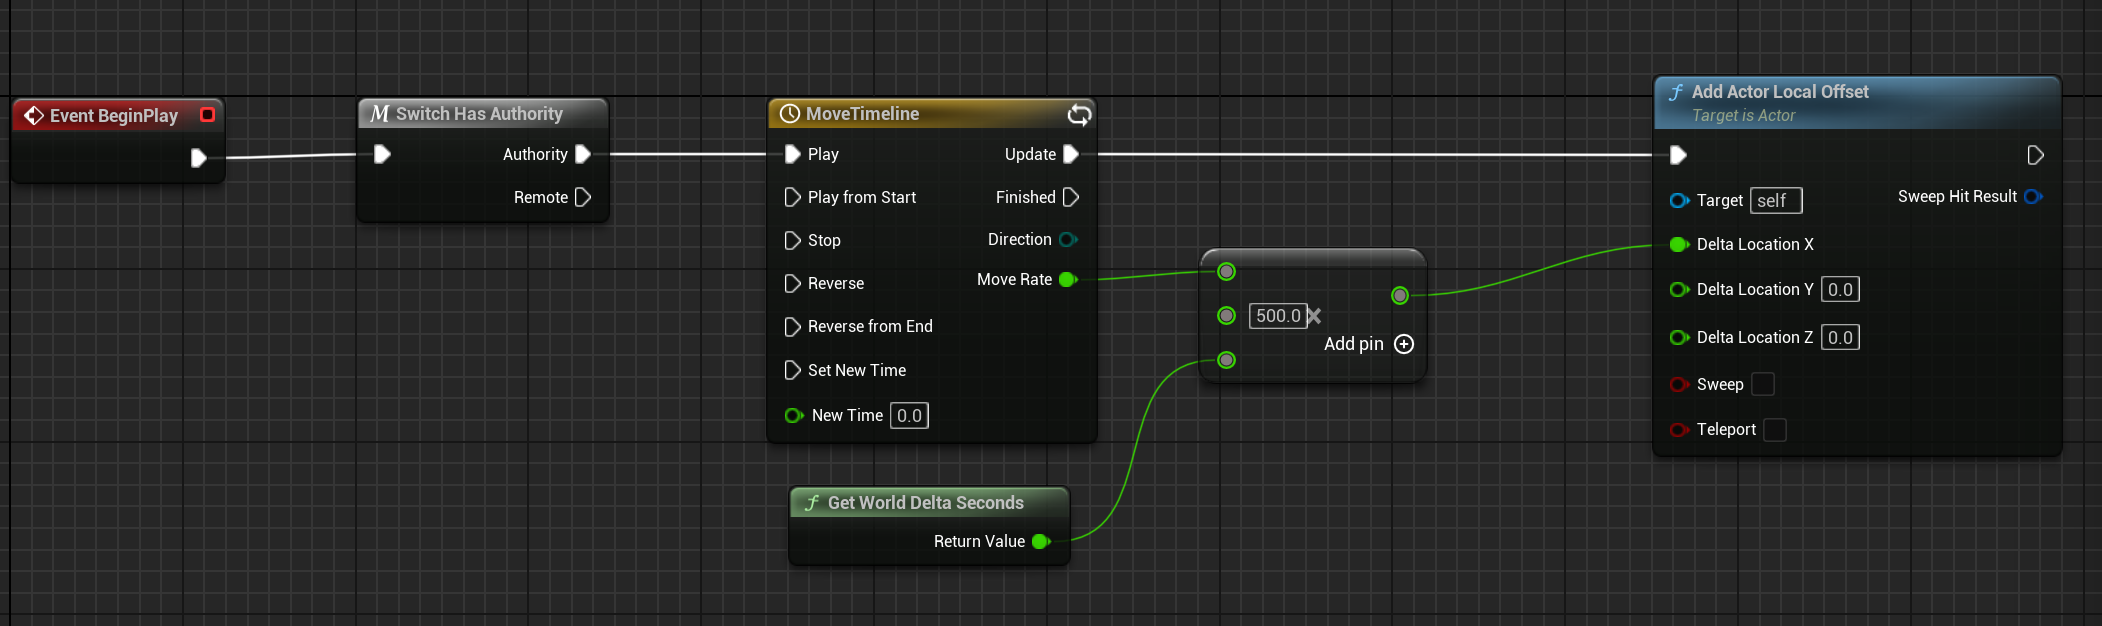 Event BeginPlay
M Switch Has Authority
Authority
Remote
MoveTimeline
Play
Update
Play from Start
Finished
Stop
Direction
Reverse
Move Rate
Reverse from End
Set New Time
New Time 0.0
f Get World Delta Seconds
Return Value
500.0
Add pin
f Add Actor Local Offset
Target is Actor
Target self
Sweep Hit Result
Delta Location X
Delta Location Y 0.0
Delta Location Z 0.0
Sweep
Teleport